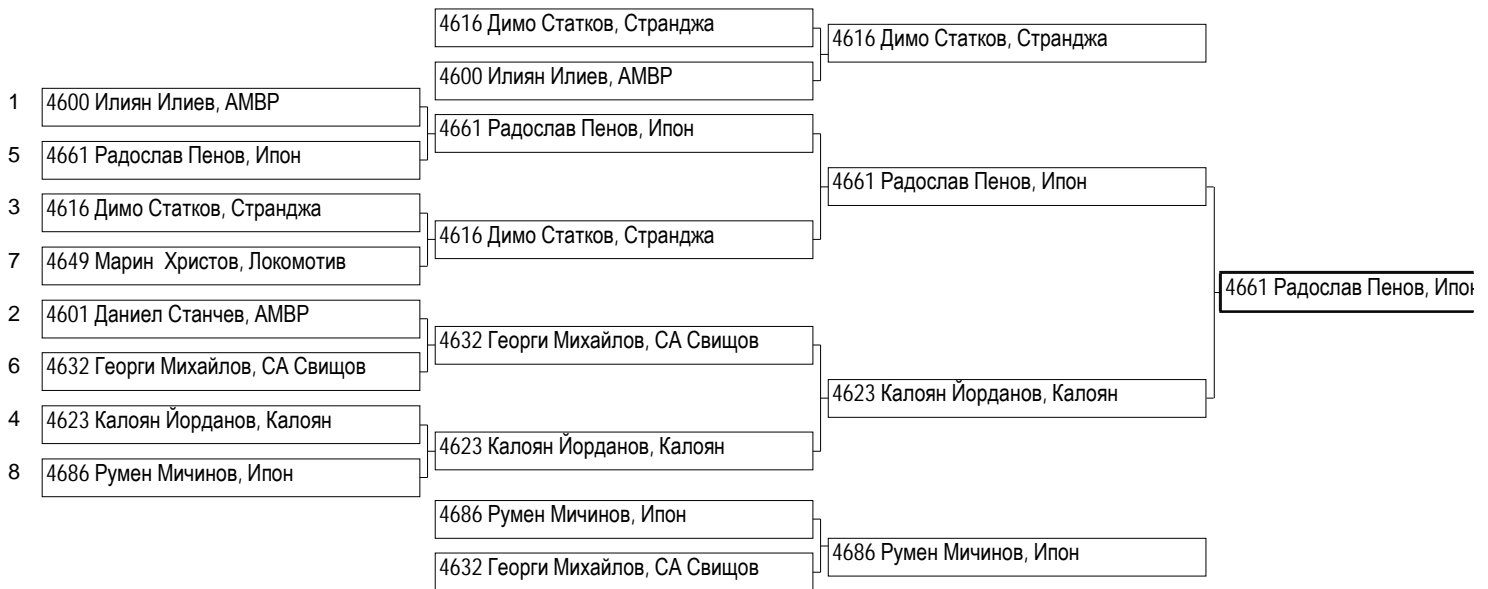 4616 Димо Статков, Странджа
4616 Димо Статков, Странджа
4600 Илиян Илиев, АМВР
1 4600 Илиян Илиев, АМВР
4661 Радослав Пенов, Ипон
5 4661 Радослав Пенов, Ипон
4661 Радослав Пенов, Ипон
3 4616 Димо Статков, Странджа
4616 Димо Статков, Странджа
7 4649 Марин Христов, Локомотив
4661 Радослав Пенов, Ипон
2 4601 Даниел Станчев, АМВР
4632 Георги Михайлов, СА Свищов
6 4632 Георги Михайлов, СА Свищов
4623 Калоян Йорданов, Калоян
4 4623 Калоян Йорданов, Калоян
4623 Калоян Йорданов, Калоян
8 4686 Румен Мичинов, Ипон
4686 Румен Мичинов, Ипон
4686 Румен Мичинов, Ипон
4632 Георги Михайлов, СА Свищов